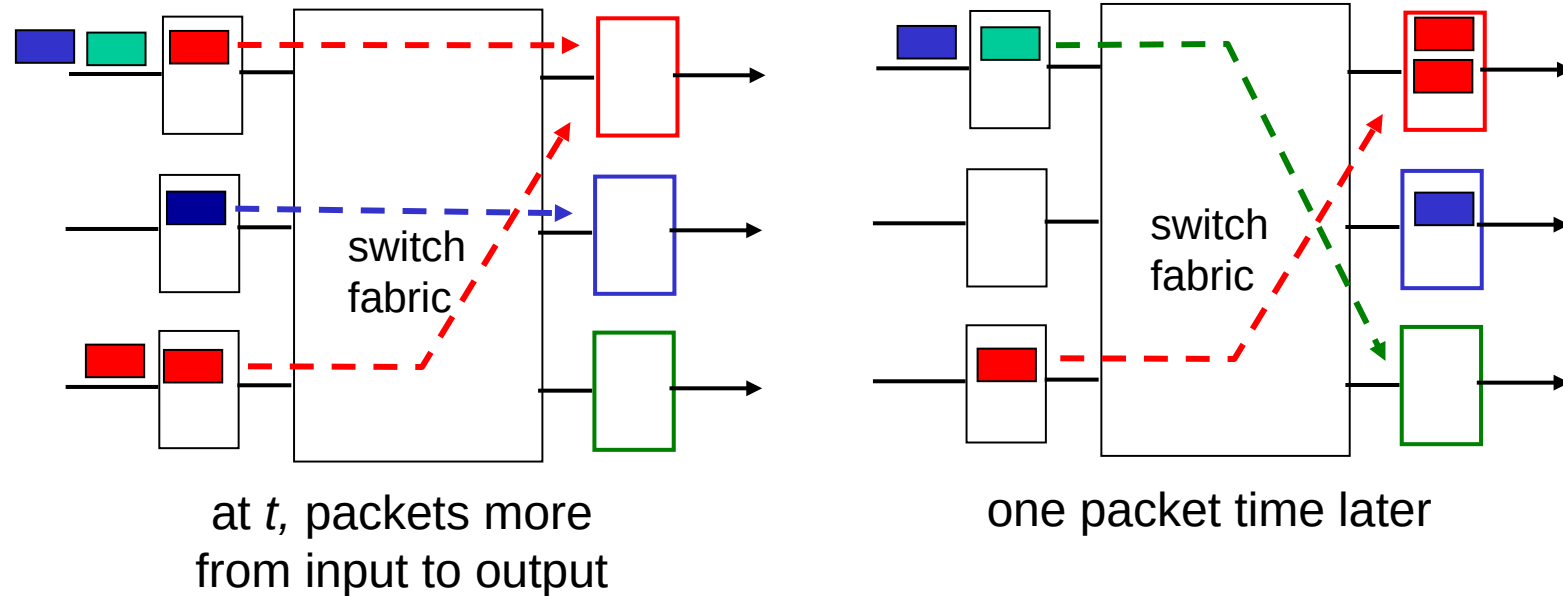 switch
fabric
at t, packets more
from input to output
switch
fabric
one packet time later